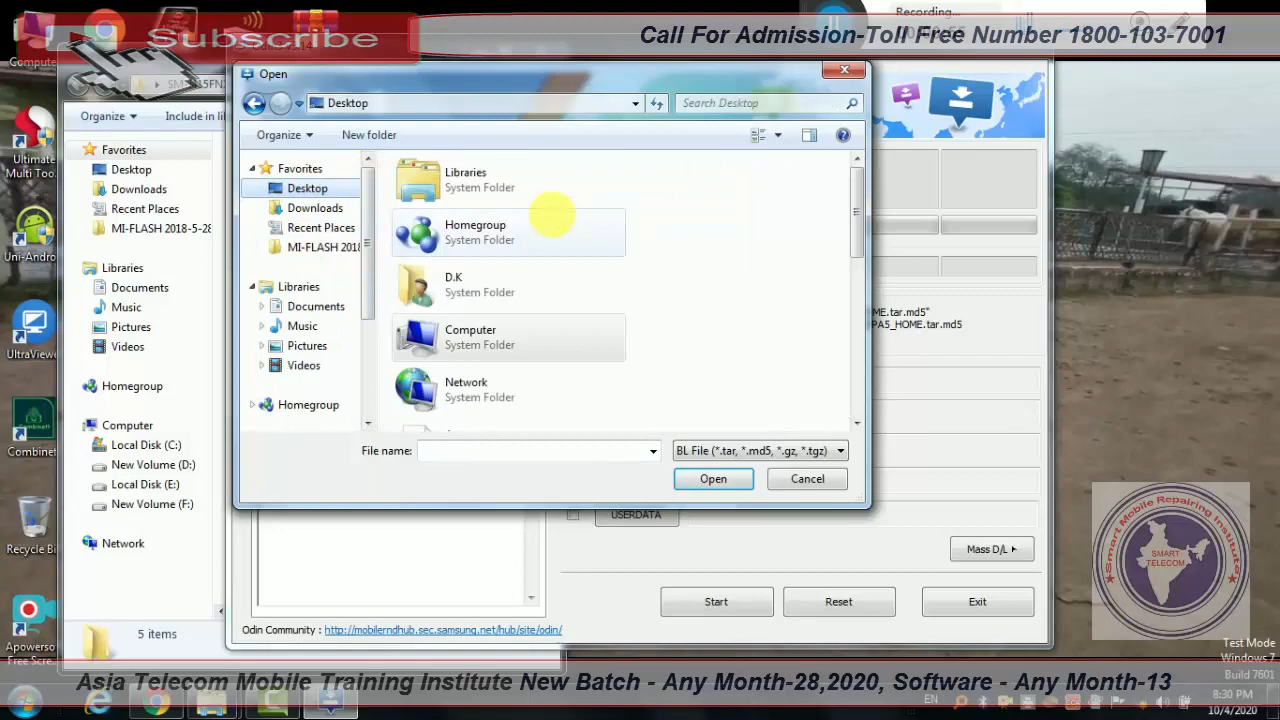 Recording...
Subscribe
Call For Admission-Toll Free Number 1800-103-7001
Open
Desktop
Search Desktop
Organize
New folder
Favorites
Desktop
Downloads
Recent Places
MI-FLASH 2018
Libraries
Documents
Music
Pictures
Videos
Homegroup
Libraries
System Folder
Homegroup
System Folder
D.K
System Folder
Computer
System Folder
Network
System Folder
File name:
BL File (*.tar, *.md5, *.gz, *.tgz)
Open
Cancel
Organize
Include in li
Favorites
Desktop
Downloads
Recent Places
MI-FLASH 2018-5-28
Libraries
Documents
Music
Pictures
Videos
Homegroup
Computer
Local Disk (C:)
New Volume (D:)
Local Disk (E:)
New Volume (F:)
Network
5 items
Ultimate
Multi Too
Uni-Andro
UltraView
Combine
Recycle Bi
Apowerso
Free Scre
ME.tar.md5"
PA5_HOME.tar.md5
USERDATA
Mass D/L
Start
Reset
Exit
Odin Community : http://mobilerndhub.sec.samsung.net/hub/site/odin/
Smart Mobile Repairing Institute
SMART
TELECOM
Test Mode
Windows 7
Build 7601
Asia Telecom Mobile Training Institute New Batch - Any Month-28,2020, Software - Any Month-13
EN
8:30 PM
10/4/2020